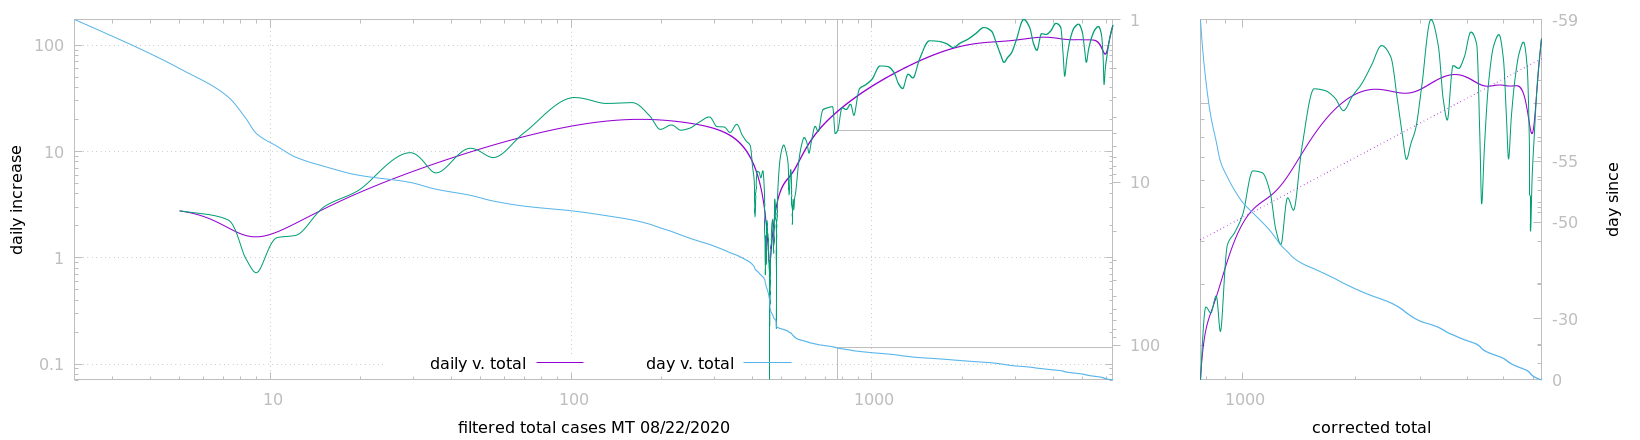 daily increase
100
10
1
0.1
10
100
1000
daily v. total
day v. total
1
10
100
filtered total cases MT 08/22/2020
1000
-59
-55
-50
-30
0
day since
corrected total